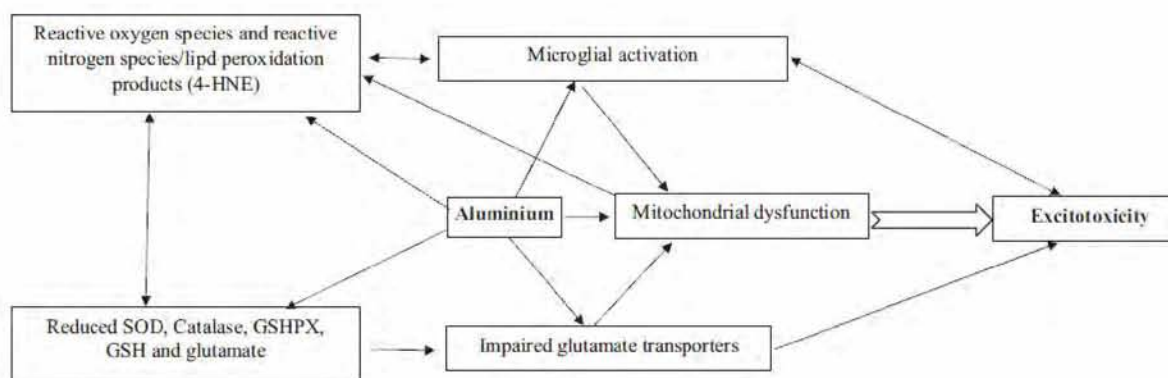 Reactive oxygen species and reactive
nitrogen species/lipd peroxidation
products (4-HNE)
Microglial activation
Aluminium
Mitochondrial dysfunction
Excitotoxicity
Reduced SOD, Catalase, GSHPX,
GSH and glutamate
Impaired glutamate transporters